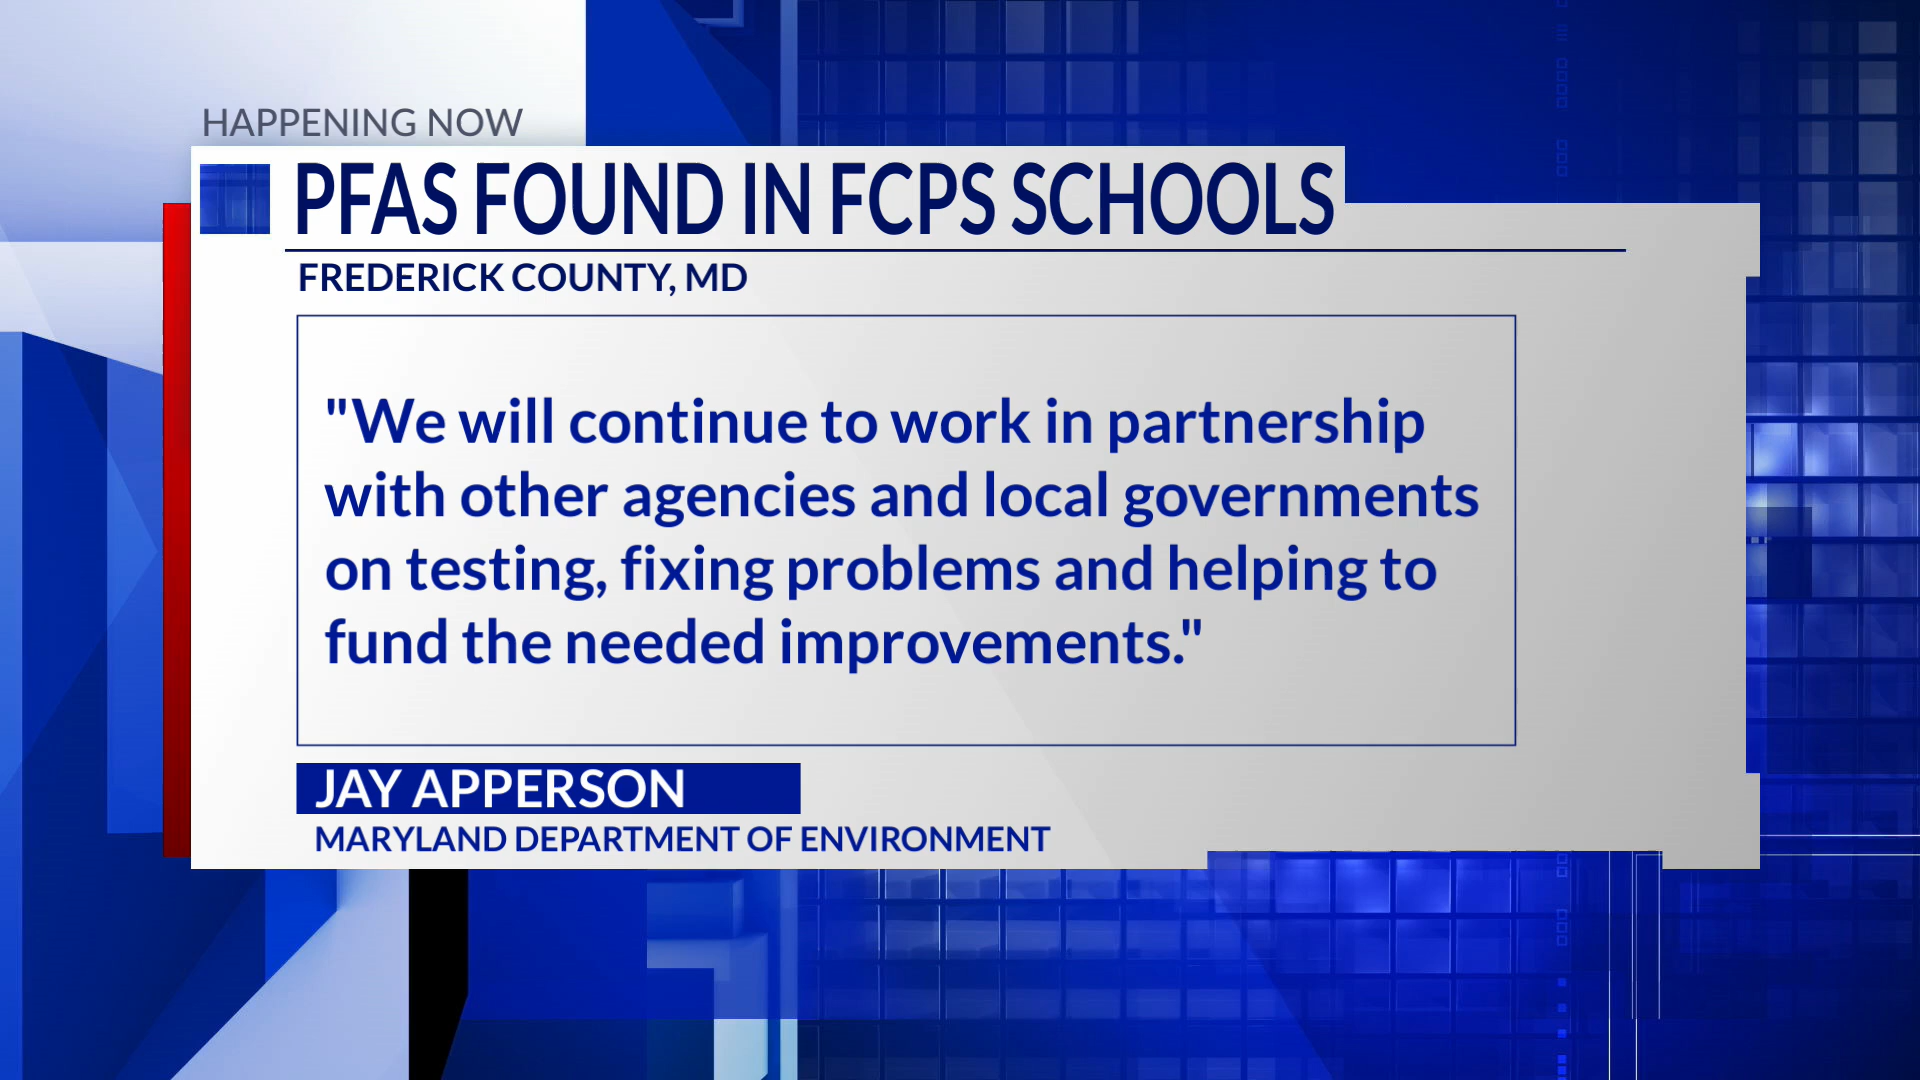 HAPPENING NOW
PFAS FOUND IN FCPS SCHOOLS
FREDERICK COUNTY, MD
"We will continue to work in partnership
with other agencies and local governments
on testing, fixing problems and helping to
fund the needed improvements."
JAY APPERSON
MARYLAND DEPARTMENT OF ENVIRONMENT